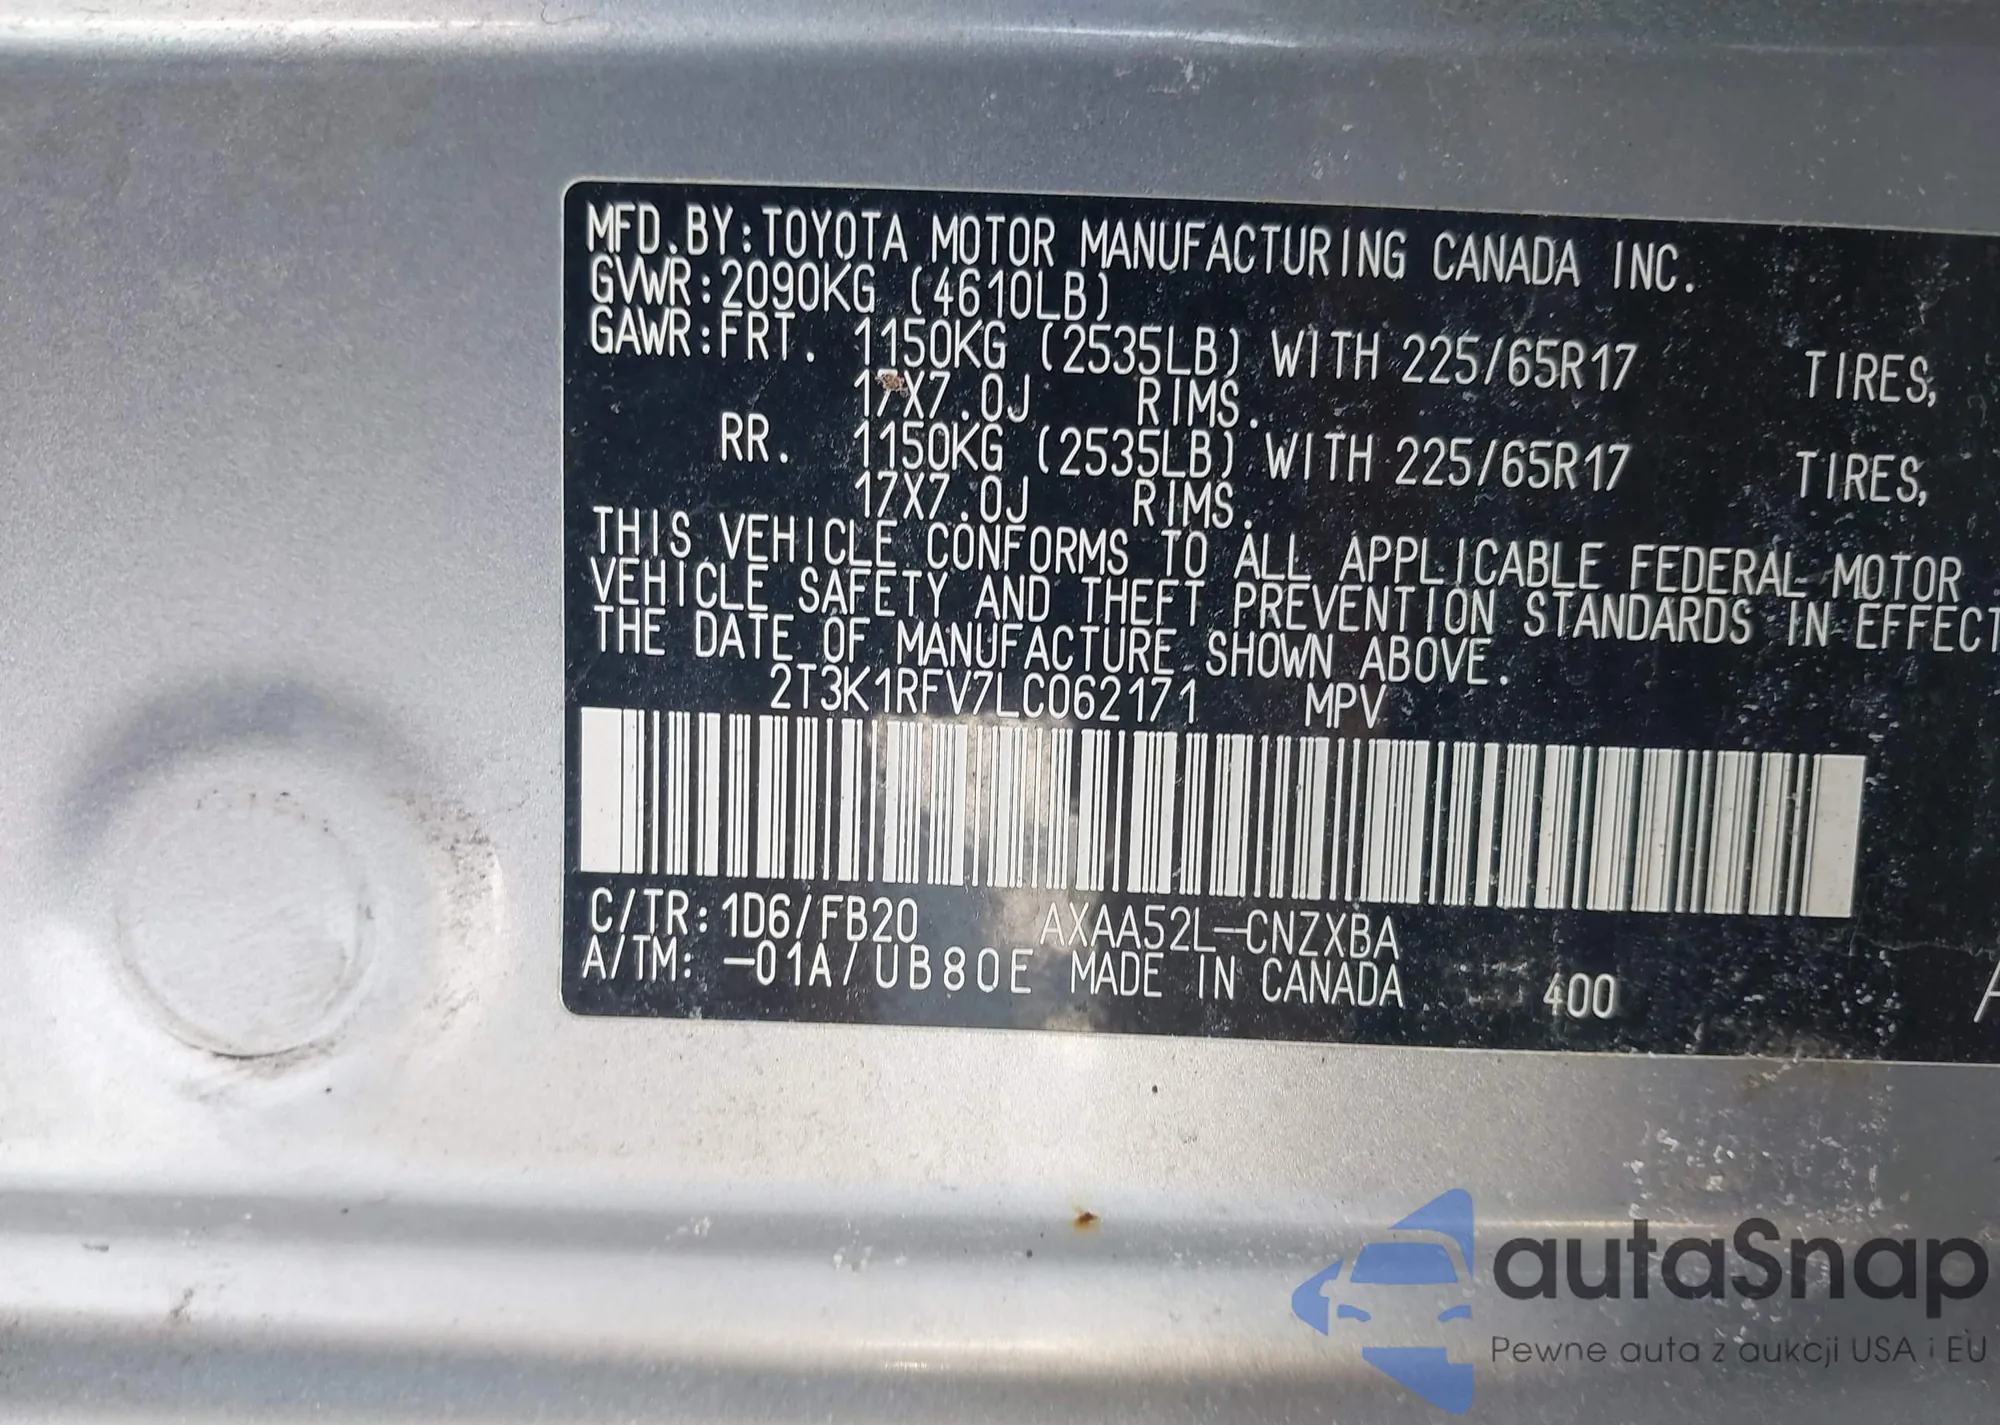 MFD.BY:TOYOTA MOTOR MANUFACTURING CANADA INC.
GVWR:2090KG (4610LB)
GAWR:FRT. 1150KG (2535LB) WITH 225/65R17 TIRES,
17X7.0J RIMS.
RR. 1150KG (2535LB) WITH 225/65R17 TIRES,
17X7.0J RIMS.
THIS VEHICLE CONFORMS TO ALL APPLICABLE FEDERAL MOTOR
VEHICLE SAFETY AND THEFT PREVENTION STANDARDS IN EFFECT
THE DATE OF MANUFACTURE SHOWN ABOVE.
2T3K1RFV7LC062171 MPV
C/TR:1D6/FB20 AXAA52L-CNZXBA
A/TM: -01A/UB80E MADE IN CANADA 400
autaSnap
Pewne auta z aukcji USA i EU